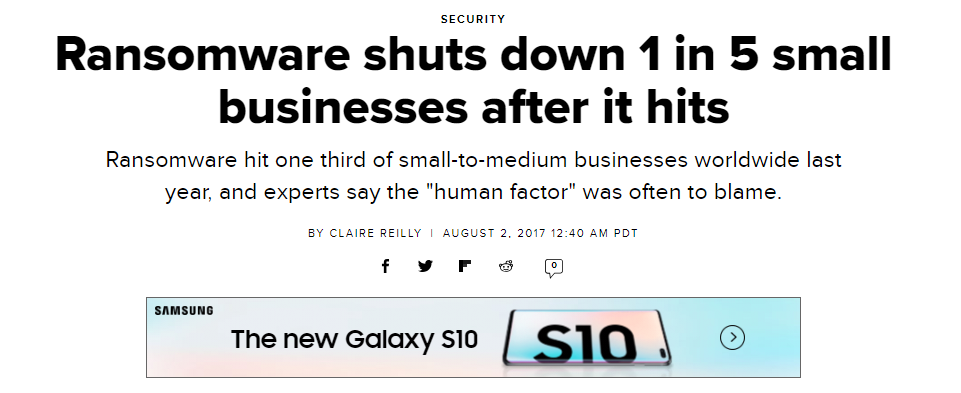 SECURITY
Ransomware shuts down 1 in 5 small
businesses after it hits
Ransomware hit one third of small-to-medium businesses worldwide last
year, and experts say the "human factor" was often to blame.
BY CLAIRE REILLY | AUGUST 2, 2017 12:40 AM PDT
0
SAMSUNG
The new Galaxy S10
S10